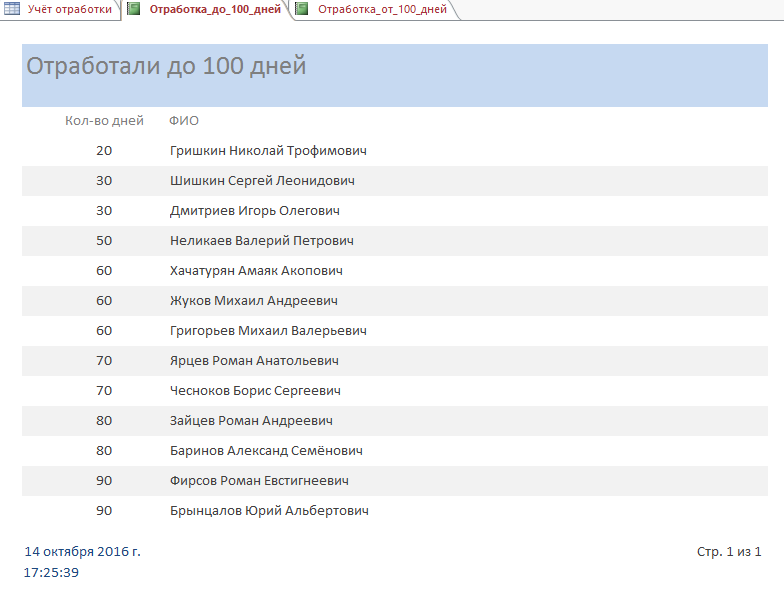 Учёт отработки Отработка_до_100_дней Отработка_от_100_дней
Отработали до 100 дней
Кол-во дней ФИО
20 Гришкин Николай Трофимович
30 Шишкин Сергей Леонидович
30 Дмитриев Игорь Олегович
50 Неликаев Валерий Петрович
60 Хачатурян Амаяк Акопович
60 Жуков Михаил Андреевич
60 Григорьев Михаил Валерьевич
70 Ярцев Роман Анатольевич
70 Чесноков Борис Сергеевич
80 Зайцев Роман Андреевич
80 Баринов Александ Семёнович
90 Фирсов Роман Евстигнеевич
90 Брынцалов Юрий Альбертович
14 октября 2016 г. Стр. 1 из 1
17:25:39